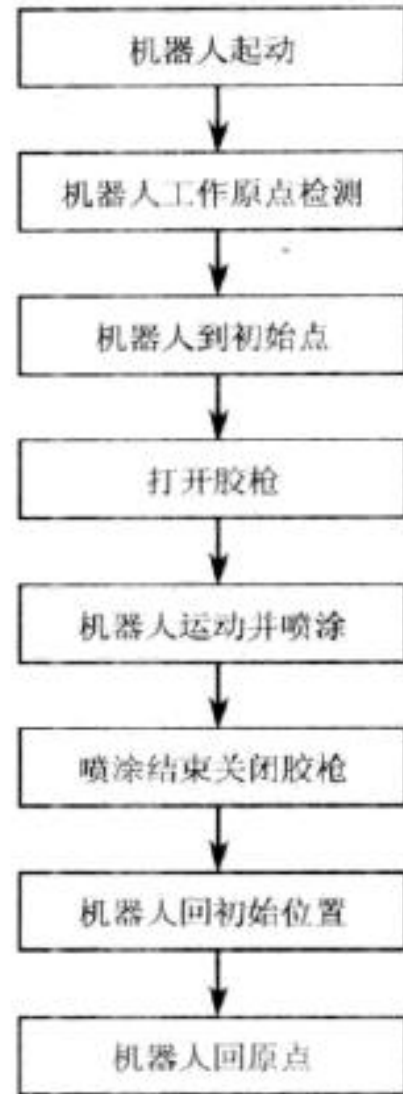 机器人起动
机器人工作原点检测
机器人到初始点
打开胶枪
机器人运动并喷涂
喷涂结束关闭胶枪
机器人回初始位置
机器人回原点